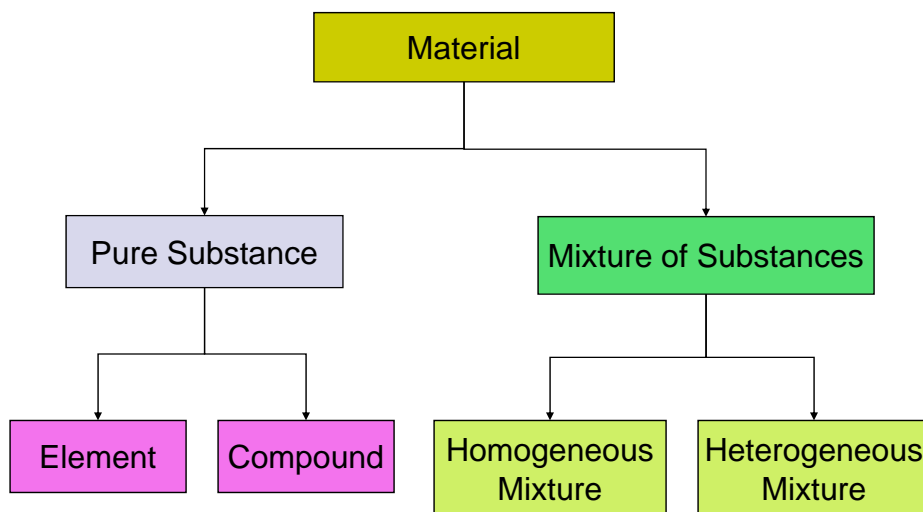 Material
Pure Substance
Mixture of Substances
Element
Compound
Homogeneous
Mixture
Heterogeneous
Mixture